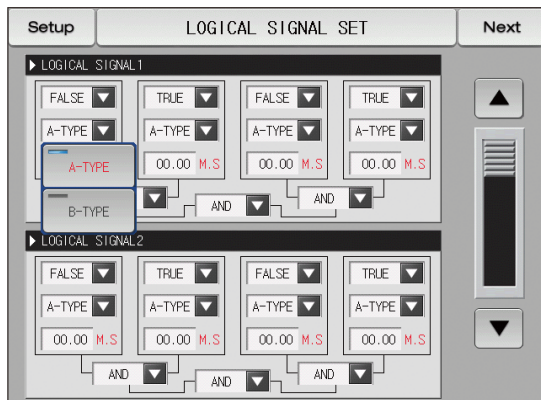 Setup LOGICAL SIGNAL SET Next
LOGICAL SIGNAL1
FALSE TRUE FALSE TRUE
A-TYPE A-TYPE A-TYPE A-TYPE
A-TYPE 00.00 M.S 00.00 M.S 00.00 M.S
AND AND
B-TYPE
LOGICAL SIGNAL2
FALSE TRUE FALSE TRUE
A-TYPE A-TYPE A-TYPE A-TYPE
00.00 M.S 00.00 M.S 00.00 M.S 00.00 M.S
AND AND AND